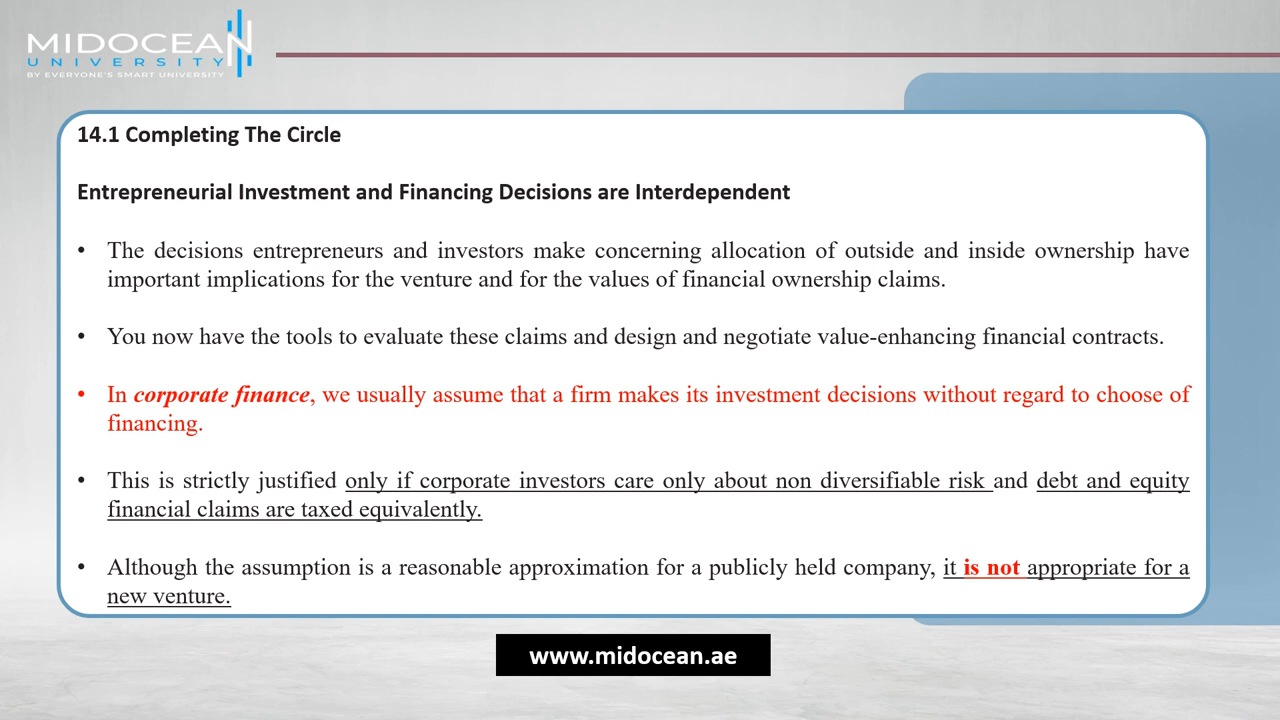 MIDOCEAN
UNIVERSITY
BY EVERYONE'S SMART UNIVERSITY
14.1 Completing The Circle
Entrepreneurial Investment and Financing Decisions are Interdependent
• The decisions entrepreneurs and investors make concerning allocation of outside and inside ownership have
important implications for the venture and for the values of financial ownership claims.
• You now have the tools to evaluate these claims and design and negotiate value-enhancing financial contracts.
• In corporate finance, we usually assume that a firm makes its investment decisions without regard to choose of
financing.
• This is strictly justified only if corporate investors care only about non diversifiable risk and debt and equity
financial claims are taxed equivalently.
• Although the assumption is a reasonable approximation for a publicly held company, it is not appropriate for a
new venture.
www.midocean.ae